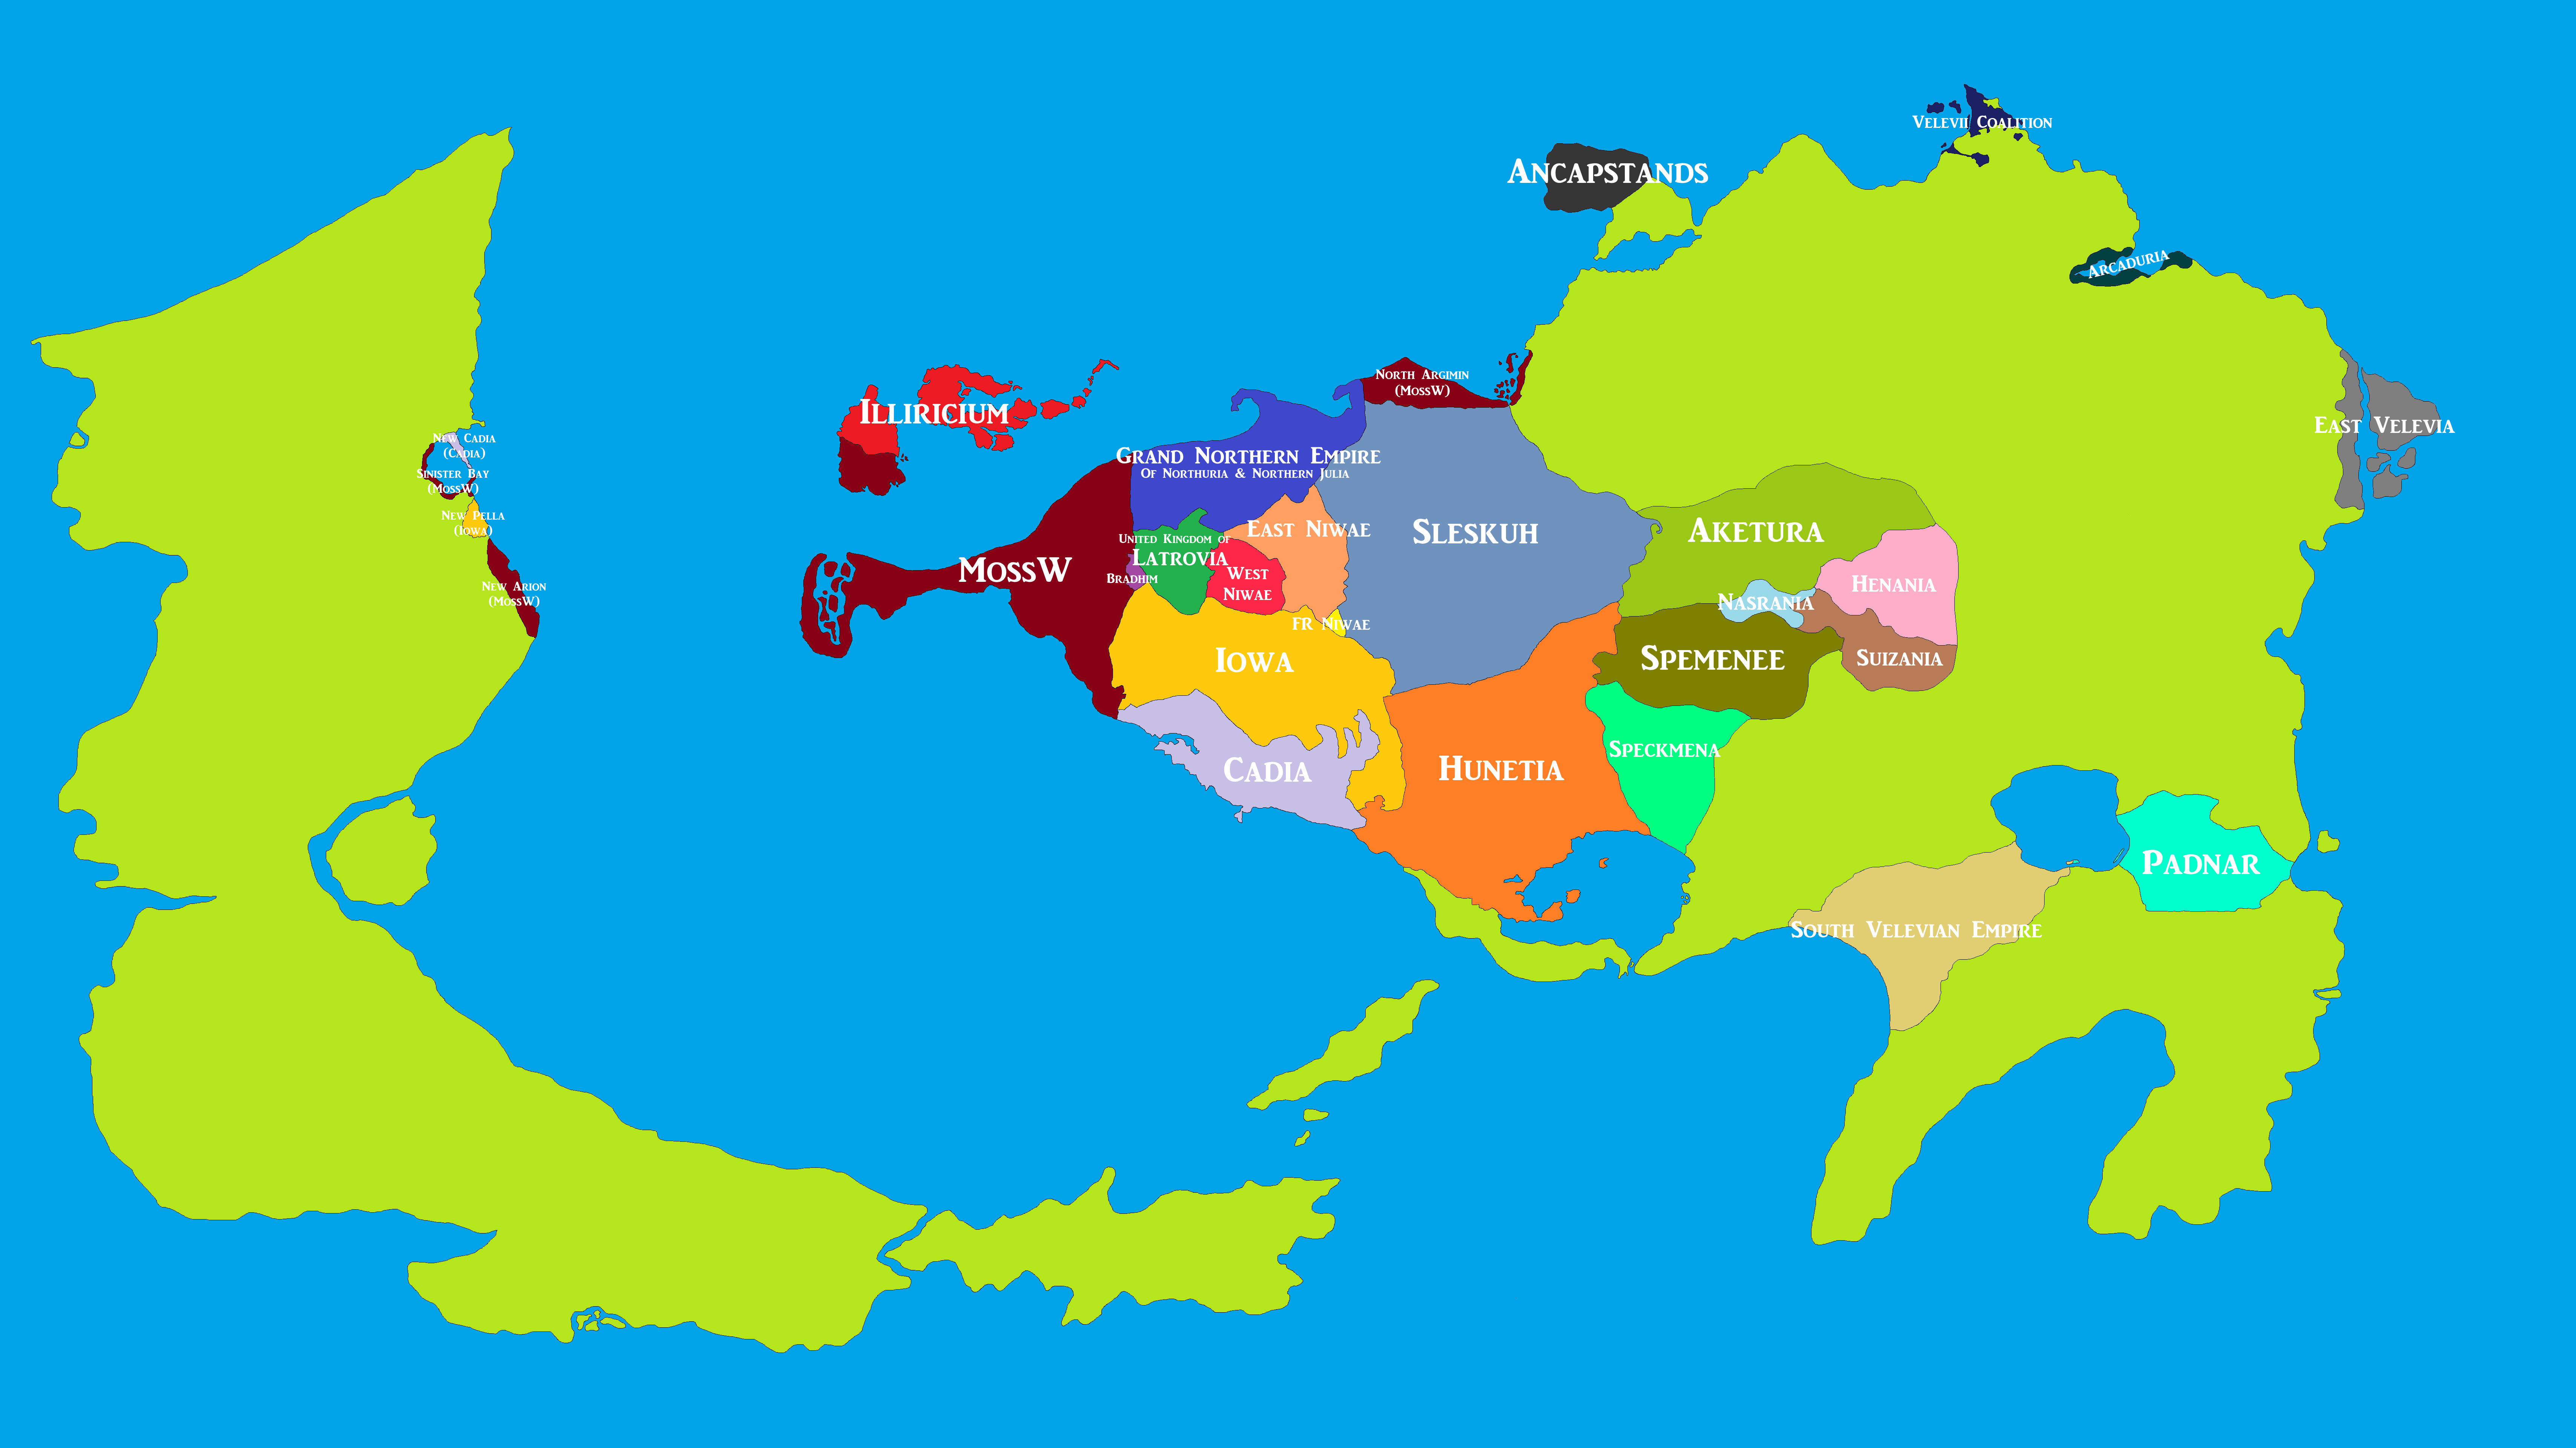 Velevii Coalition
Ancapstands
Arcaduria
North Argimin
(MossW)
Illiricium
East Velevia
New Cadia
(Cadia)
Sinister Bay
(MossW)
New Pella
(Iowa)
New Arion
(MossW)
Grand Northern Empire
Of Northuria & Northern Julia
East Niwae
Sleskuh
Aketura
United Kingdom of
Latrovia
Bradhim
MossW
West
Niwae
Henania
Nasrania
FR Niwae
Iowa
Spemenee
Suizania
Cadia
Hunetia
Speckmena
Padnar
South Velevian Empire